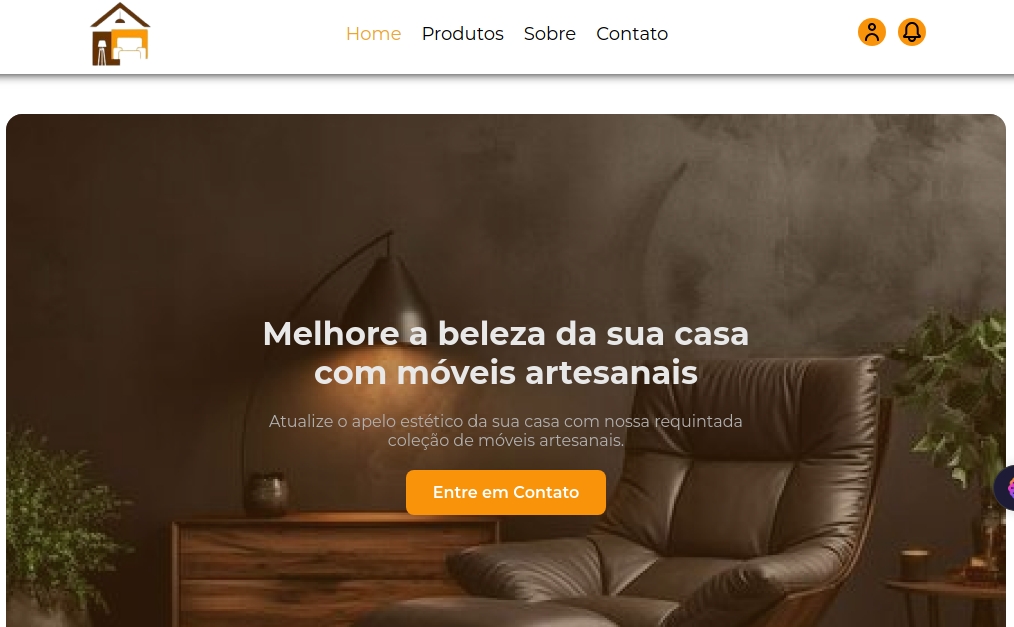 Home Produtos Sobre Contato
Melhore a beleza da sua casa
com móveis artesanais
Atualize o apelo estético da sua casa com nossa requintada
coleção de móveis artesanais.
Entre em Contato